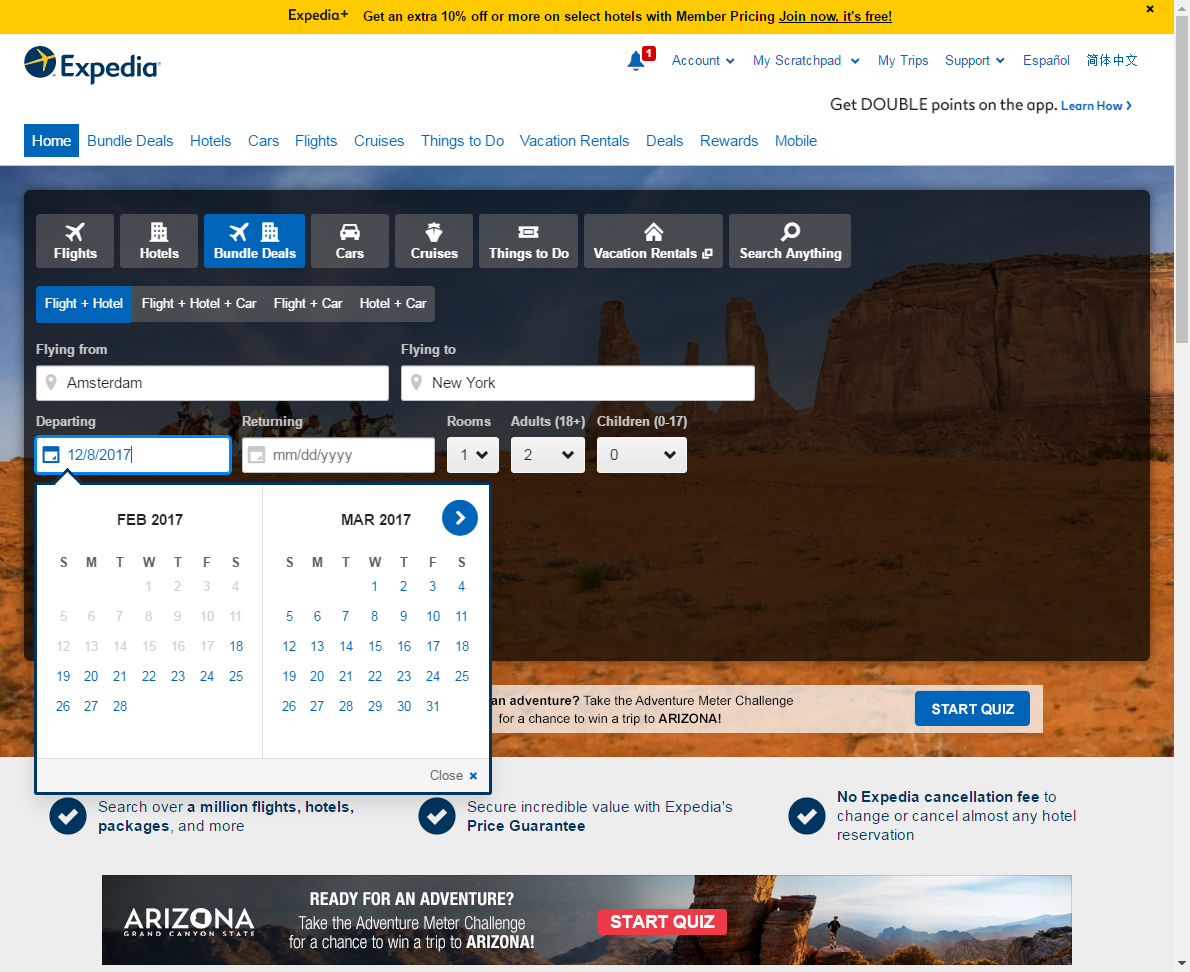 Expedia+ Get an extra 10% off or more on select hotels with Member Pricing Join now, it's free!
Expedia
1 Account My Scratchpad My Trips Support Español 简体中文
Get DOUBLE points on the app. Learn How
Home Bundle Deals Hotels Cars Flights Cruises Things to Do Vacation Rentals Deals Rewards Mobile
Flights Hotels Bundle Deals Cars Cruises Things to Do Vacation Rentals Search Anything
Flight + Hotel Flight + Hotel + Car Flight + Car Hotel + Car
Flying from Flying to
Amsterdam New York
Departing Returning Rooms Adults (18+) Children (0-17)
12/8/2017 mm/dd/yyyy 1 2 0
FEB 2017 MAR 2017
S M T W T F S S M T W T F S
1 2 3 4 1 2 3 4
5 6 7 8 9 10 11 5 6 7 8 9 10 11
12 13 14 15 16 17 18 12 13 14 15 16 17 18
19 20 21 22 23 24 25 19 20 21 22 23 24 25
26 27 28 26 27 28 29 30 31
Close
an adventure? Take the Adventure Meter Challenge
for a chance to win a trip to ARIZONA!
START QUIZ
Search over a million flights, hotels,
packages, and more
Secure incredible value with Expedia's
Price Guarantee
No Expedia cancellation fee to
change or cancel almost any hotel
reservation
ARIZONA
GRAND CANYON STATE
READY FOR AN ADVENTURE?
Take the Adventure Meter Challenge
for a chance to win a trip to ARIZONA!
START QUIZ